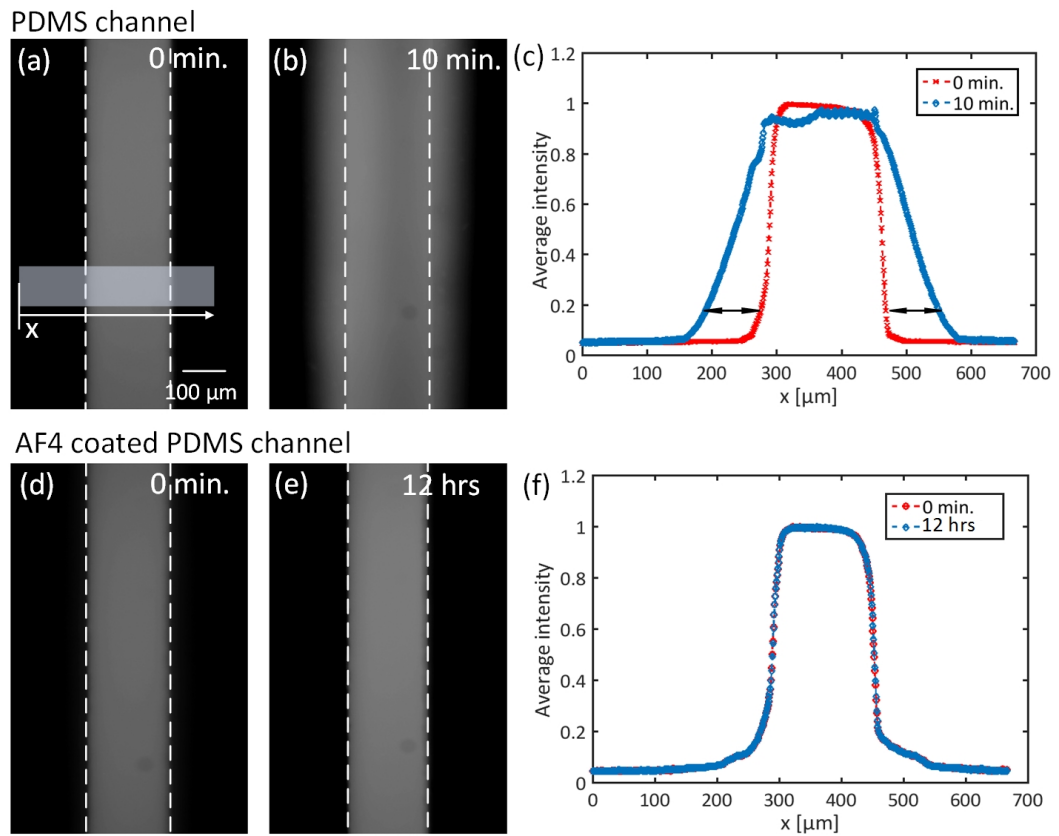 PDMS channel
(a) 0 min.
x
100 µm
(b) 10 min.
(c)
1.2
1
0.8
0.6
0.4
0.2
0
Average intensity
0 min.
10 min.
0 100 200 300 400 500 600 700
x [µm]
AF4 coated PDMS channel
(d) 0 min.
(e) 12 hrs
(f)
1.2
1
0.8
0.6
0.4
0.2
0
Average intensity
0 min.
12 hrs
0 100 200 300 400 500 600 700
x [µm]